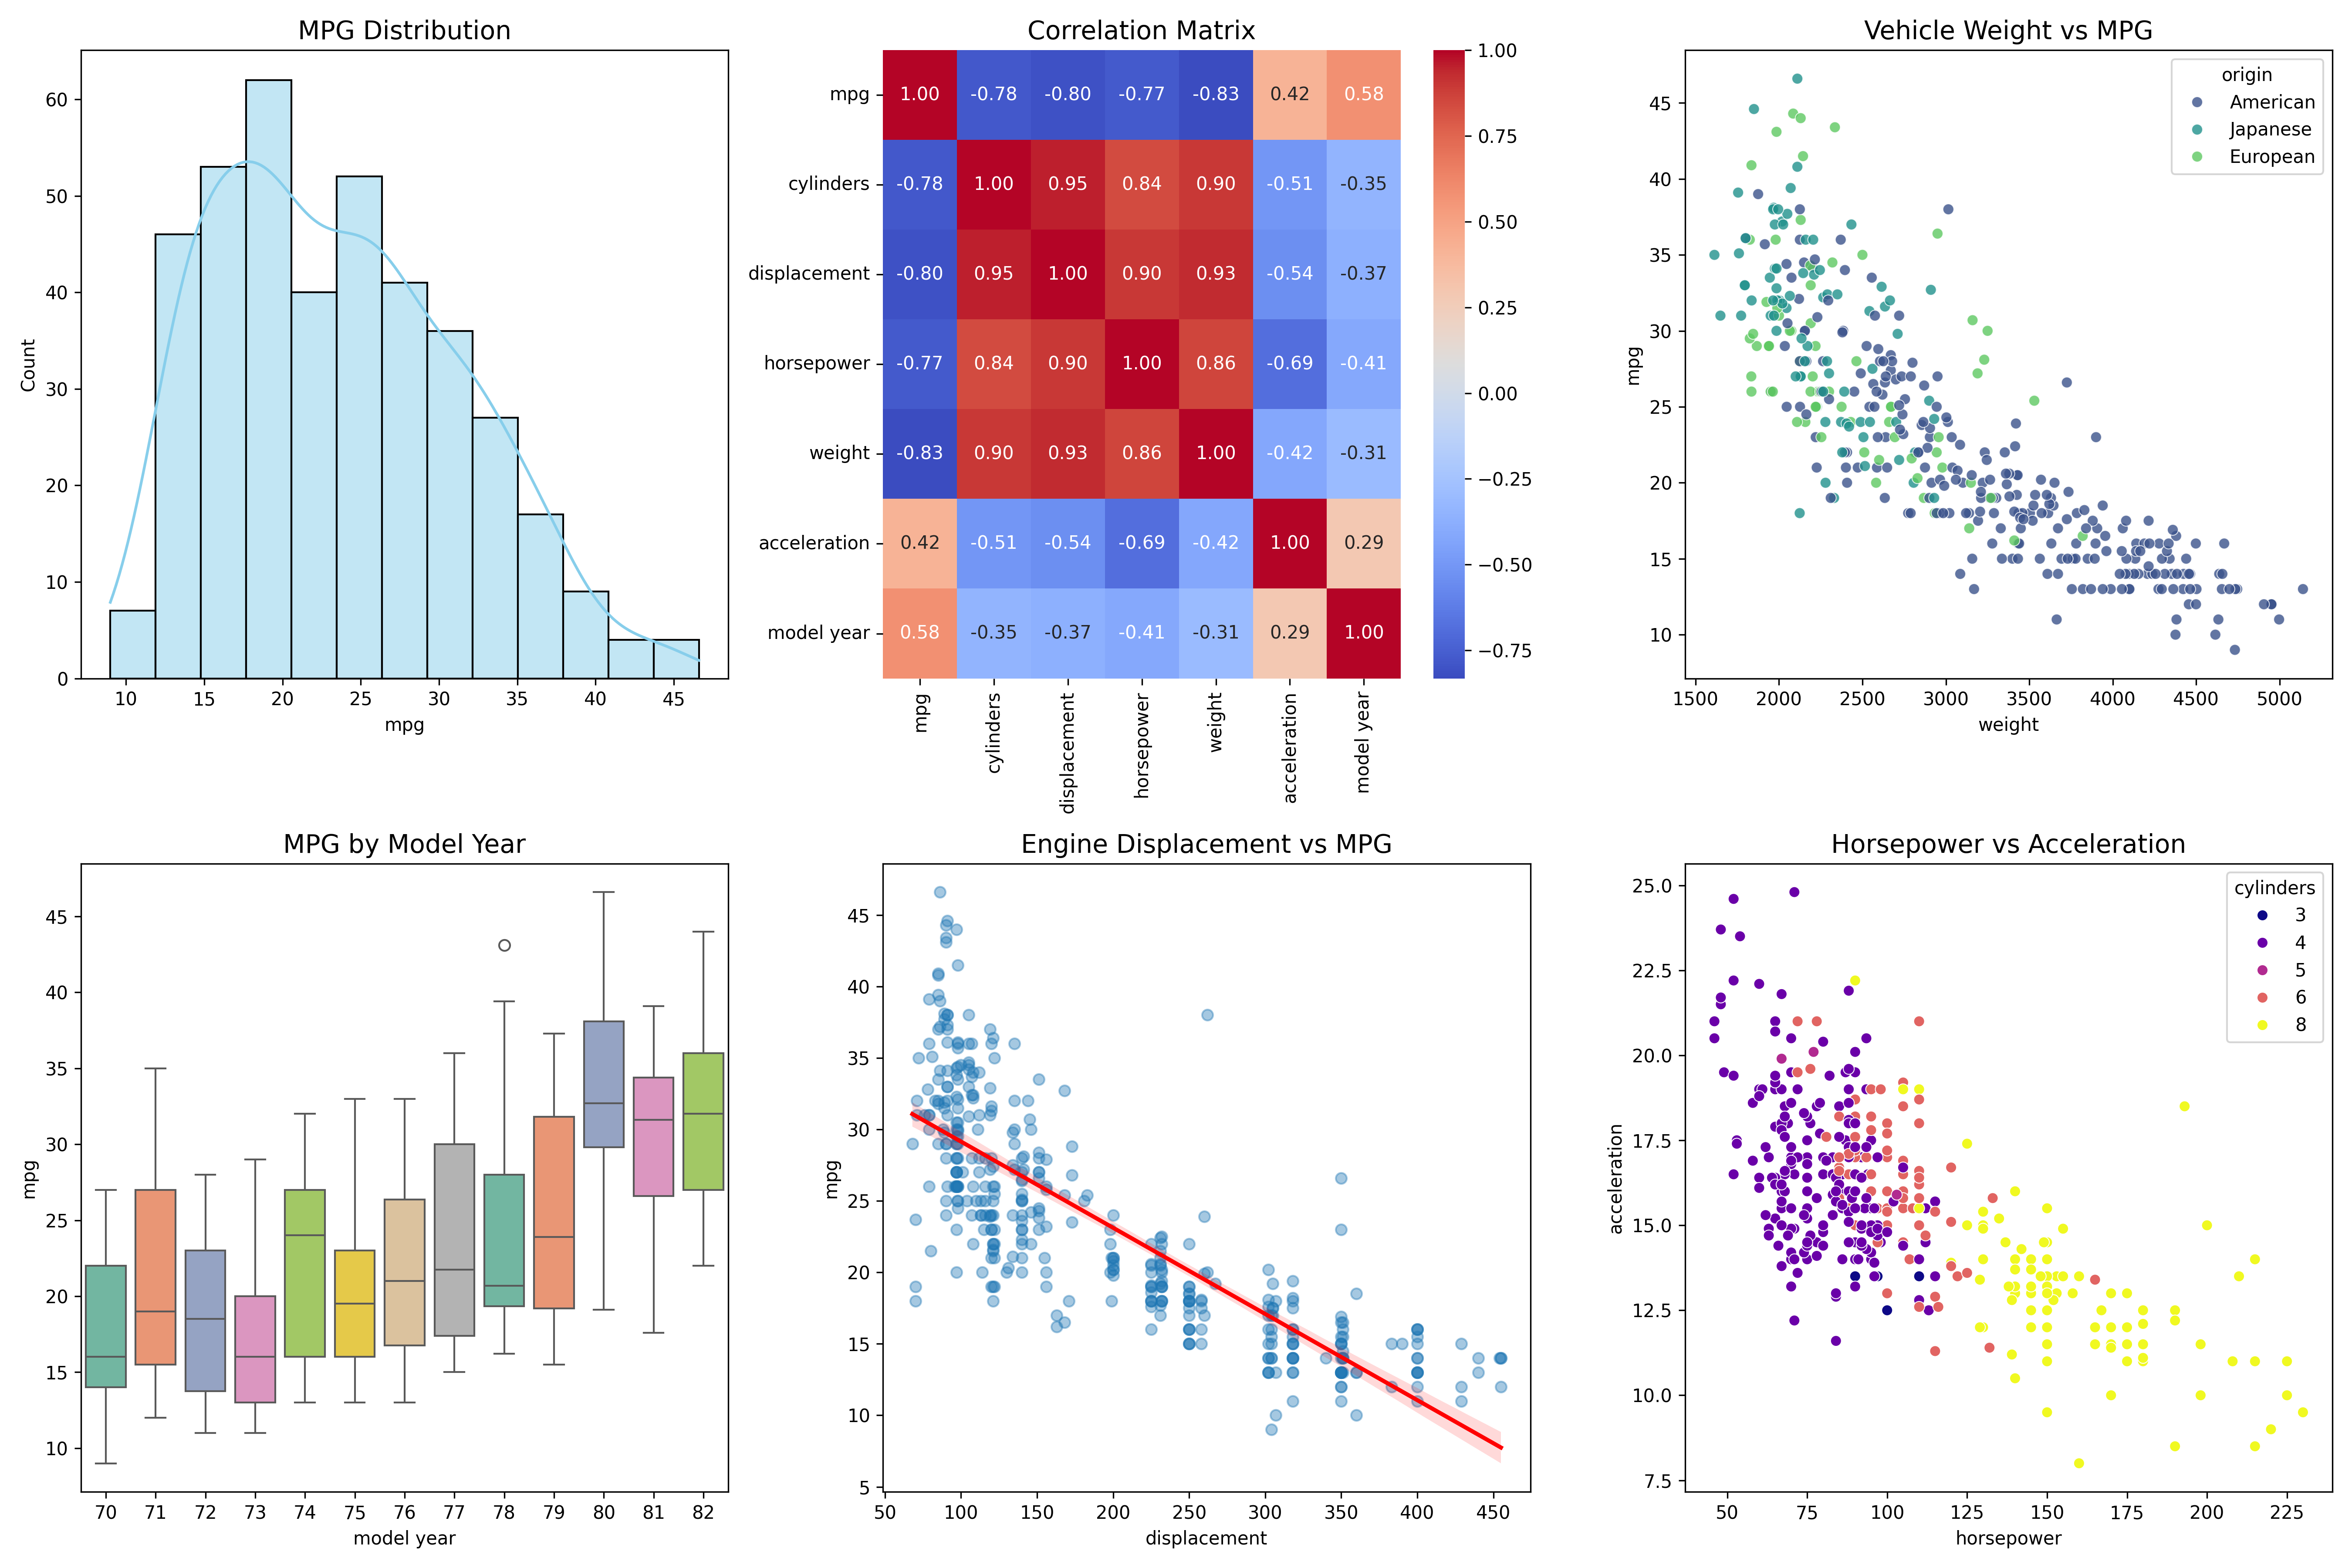 MPG Distribution
Count
60
50
40
30
20
10
0
10 15 20 25 30 35 40 45
mpg
Correlation Matrix
mpg 1.00 -0.78 -0.80 -0.77 -0.83 0.42 0.58
cylinders -0.78 1.00 0.95 0.84 0.90 -0.51 -0.35
displacement -0.80 0.95 1.00 0.90 0.93 -0.54 -0.37
horsepower -0.77 0.84 0.90 1.00 0.86 -0.69 -0.41
weight -0.83 0.90 0.93 0.86 1.00 -0.42 -0.31
acceleration 0.42 -0.51 -0.54 -0.69 -0.42 1.00 0.29
model year 0.58 -0.35 -0.37 -0.41 -0.31 0.29 1.00
mpg cylinders displacement horsepower weight acceleration model year
1.00
0.75
0.50
0.25
0.00
−0.25
−0.50
−0.75
Vehicle Weight vs MPG
origin
American
Japanese
European
mpg
45
40
35
30
25
20
15
10
1500 2000 2500 3000 3500 4000 4500 5000
weight
MPG by Model Year
mpg
45
40
35
30
25
20
15
10
70 71 72 73 74 75 76 77 78 79 80 81 82
model year
Engine Displacement vs MPG
mpg
45
40
35
30
25
20
15
10
5
50 100 150 200 250 300 350 400 450
displacement
Horsepower vs Acceleration
cylinders
3
4
5
6
8
acceleration
25.0
22.5
20.0
17.5
15.0
12.5
10.0
7.5
50 75 100 125 150 175 200 225
horsepower